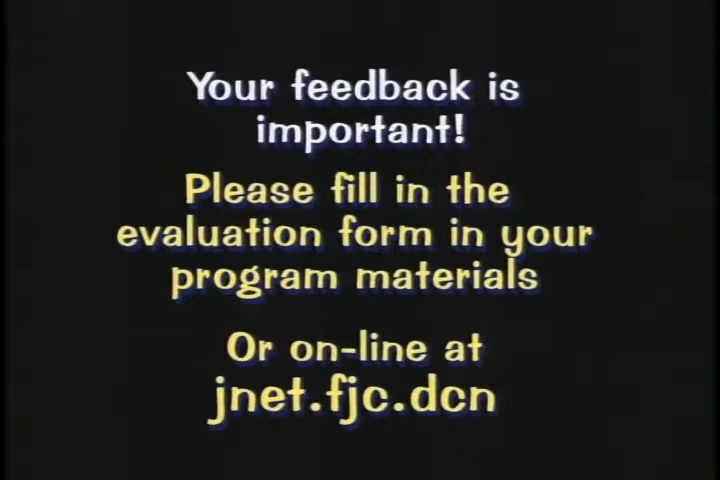 Your feedback is
important!
Please fill in the
evaluation form in your
program materials
Or on-line at
jnet.fjc.dcn